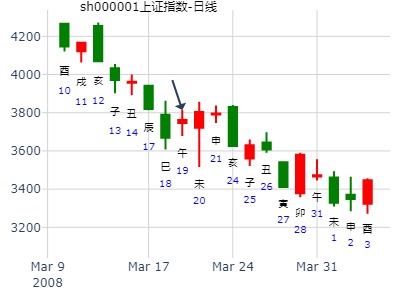 sh000001上证指数-日线
4200
4000
3800
3600
3400
3200
酉
10
戌
11
亥
12
子
13
丑
14
辰
17
巳
18
午
19
未
20
申
21
亥
24
子
25
丑
26
寅
27
卯
28
午
31
未
1
申
2
酉
3
Mar 9
2008
Mar 17
Mar 24
Mar 31